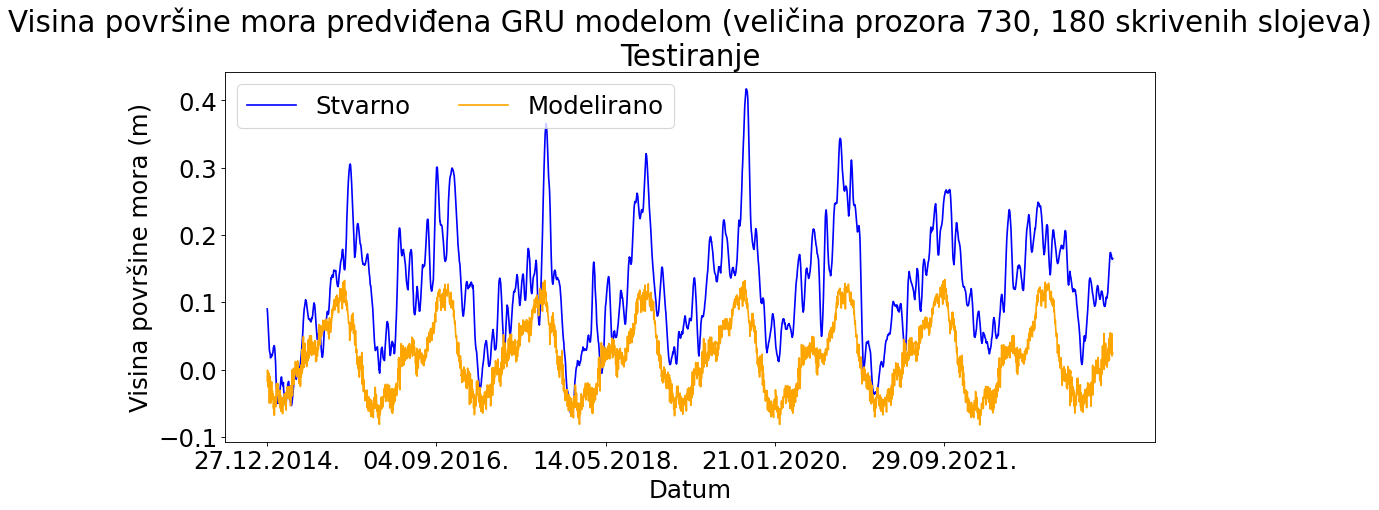 Visina površine mora predviđena GRU modelom (veličina prozora 730, 180 skrivenih slojeva)
Testiranje
Stvarno Modelirano
Visina površine mora (m)
0.4
0.3
0.2
0.1
0.0
−0.1
27.12.2014. 04.09.2016. 14.05.2018. 21.01.2020. 29.09.2021.
Datum